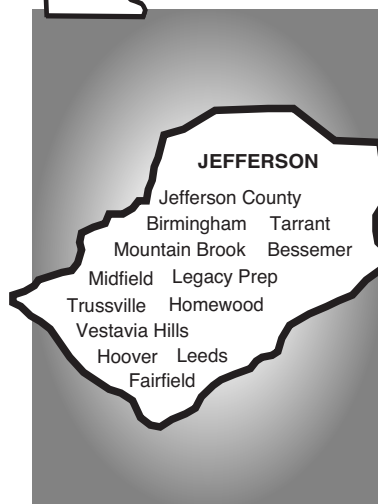 JEFFERSON
Jefferson County
Birmingham Tarrant
Mountain Brook Bessemer
Midfield Legacy Prep
Trussville Homewood
Vestavia Hills
Hoover Leeds
Fairfield